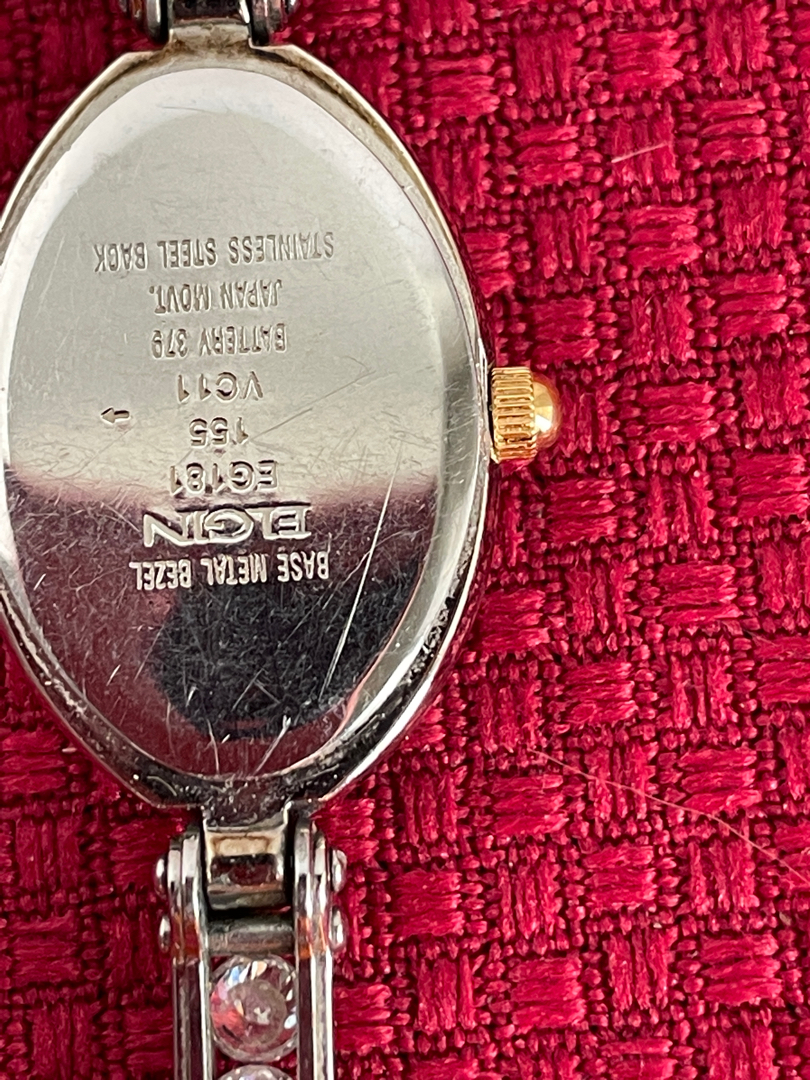 BASE METAL BEZEL
ELGIN
EG181
155
VC11
BATTERY 379
JAPAN MOVT.
STAINLESS STEEL BACK